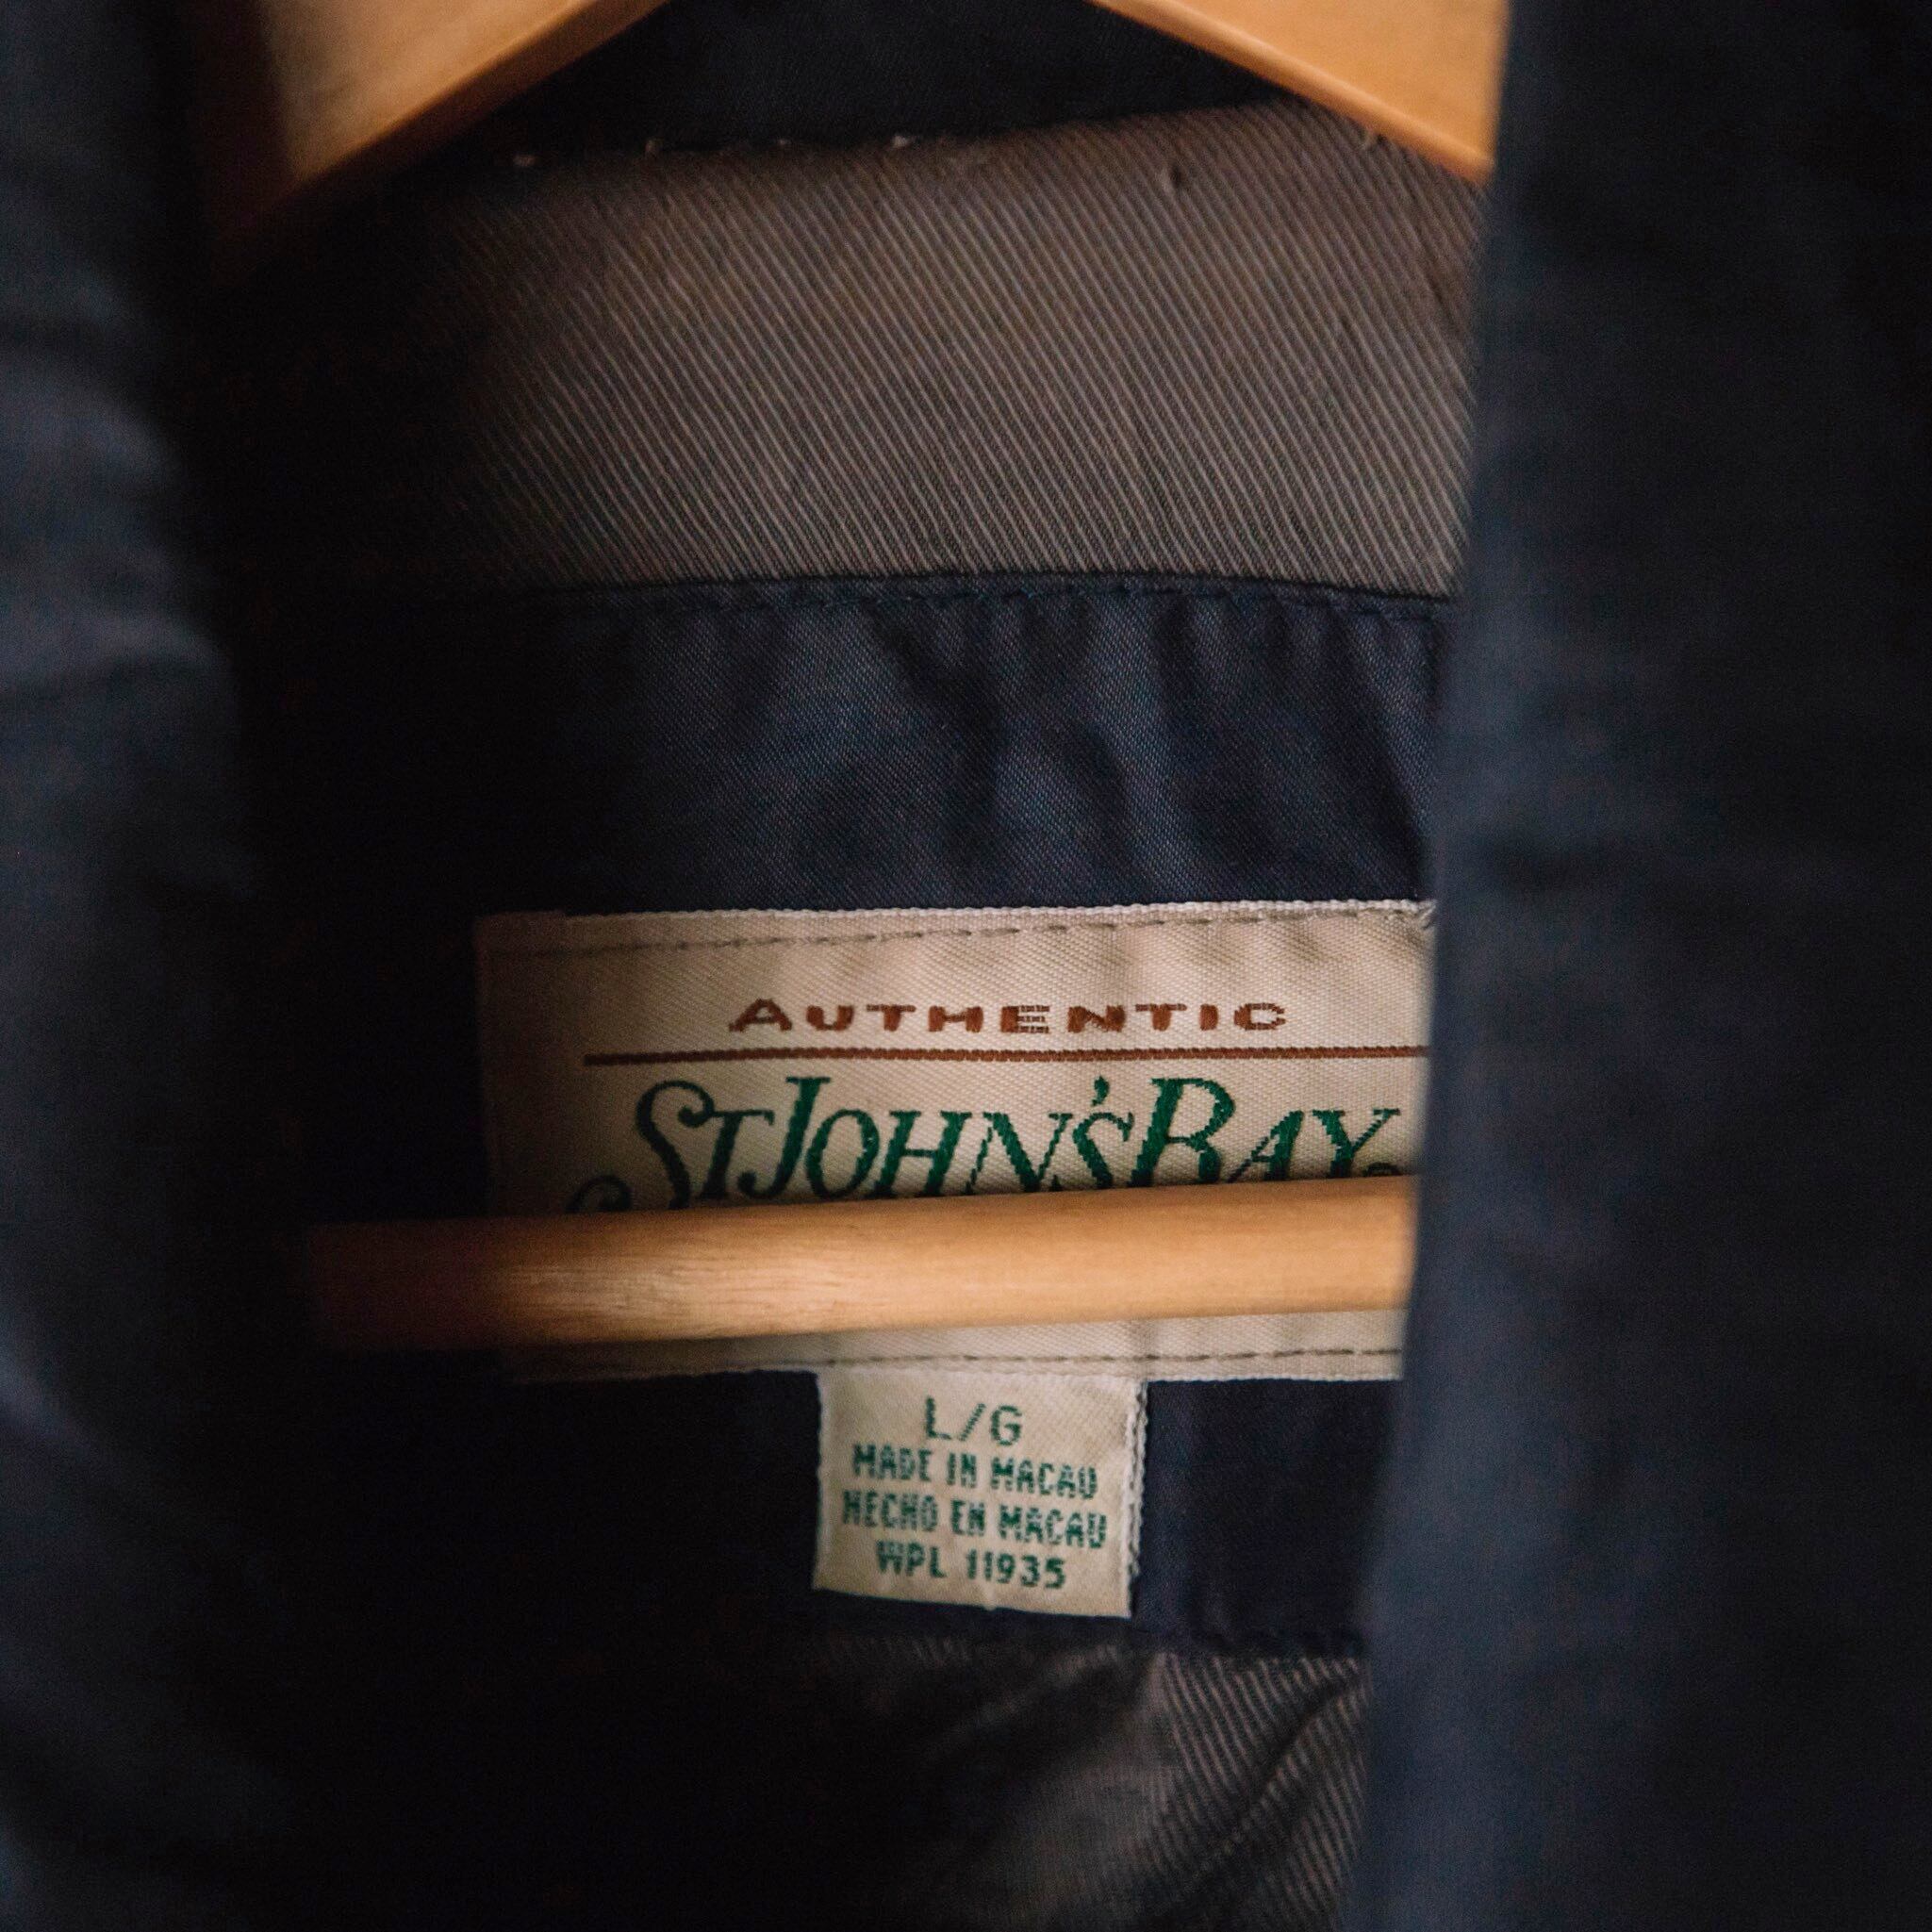 AUTHENTIC
ST JOHN'S BAY
L/G
MADE IN MACAU
HECHO EN MACAU
WPL 11935